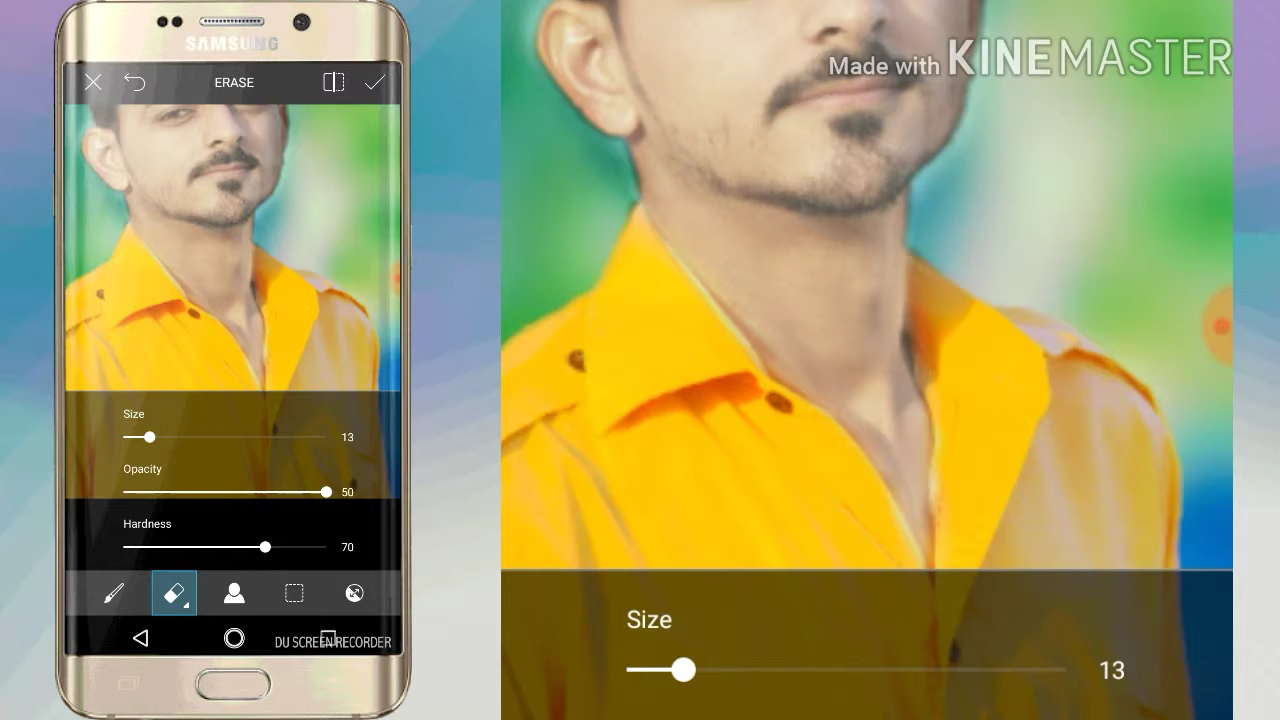 SAMSUNG
ERASE
Size
13
Opacity
50
Hardness
70
DU SCREEN RECORDER
Made with KINEMASTER
Size
13